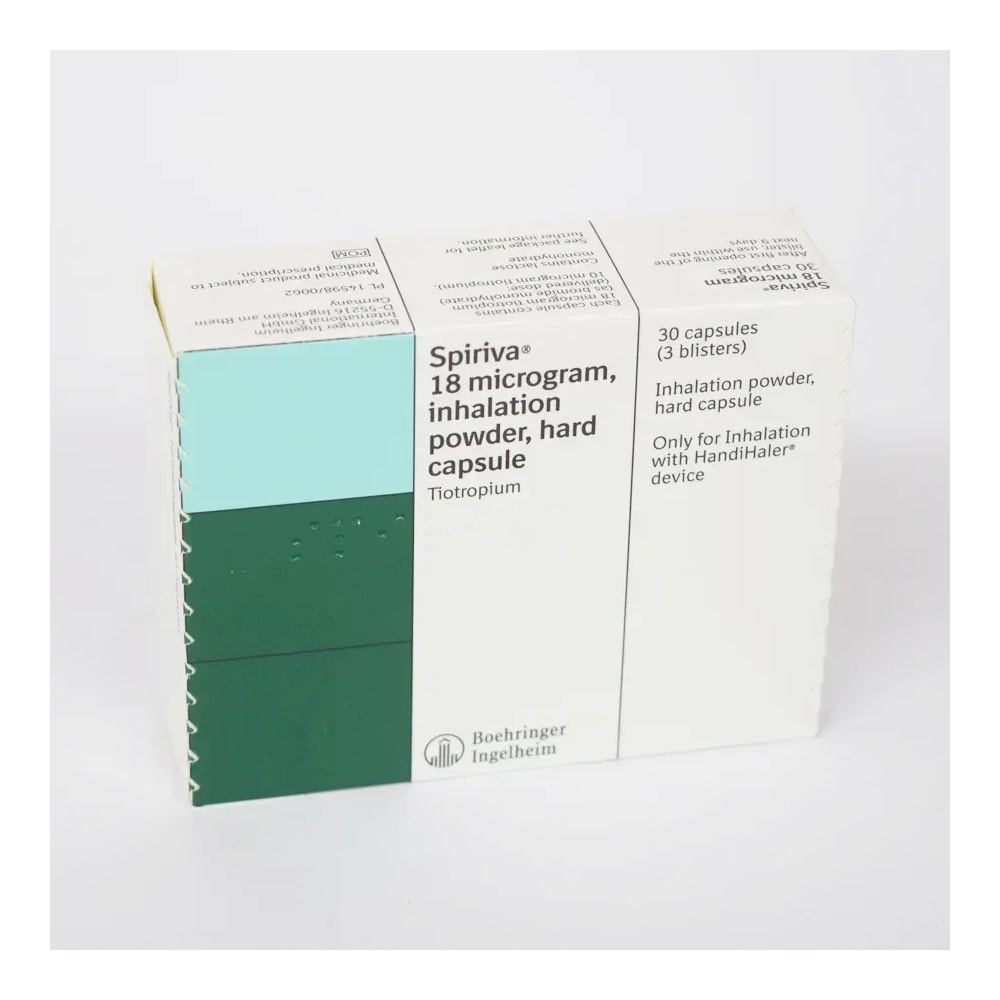 Boehringer Ingelheim
International GmbH
D-55216 Ingelheim am Rhein
Germany
PL 14598/0062
Medicinal product subject to
medical prescription.
POM
Each capsule contains
18 microgram tiotropium
(as bromide monohydrate)
(delivered dose:
10 microgram tiotropium).
Contains lactose
monohydrate
See package leaflet for
further information.
Spiriva®
18 microgram
30 capsules
After first opening of the
blister, use within the
next 9 days.
Spiriva®
18 microgram,
inhalation
powder, hard
capsule
Tiotropium
Boehringer
Ingelheim
30 capsules
(3 blisters)
Inhalation powder,
hard capsule
Only for Inhalation
with HandiHaler®
device